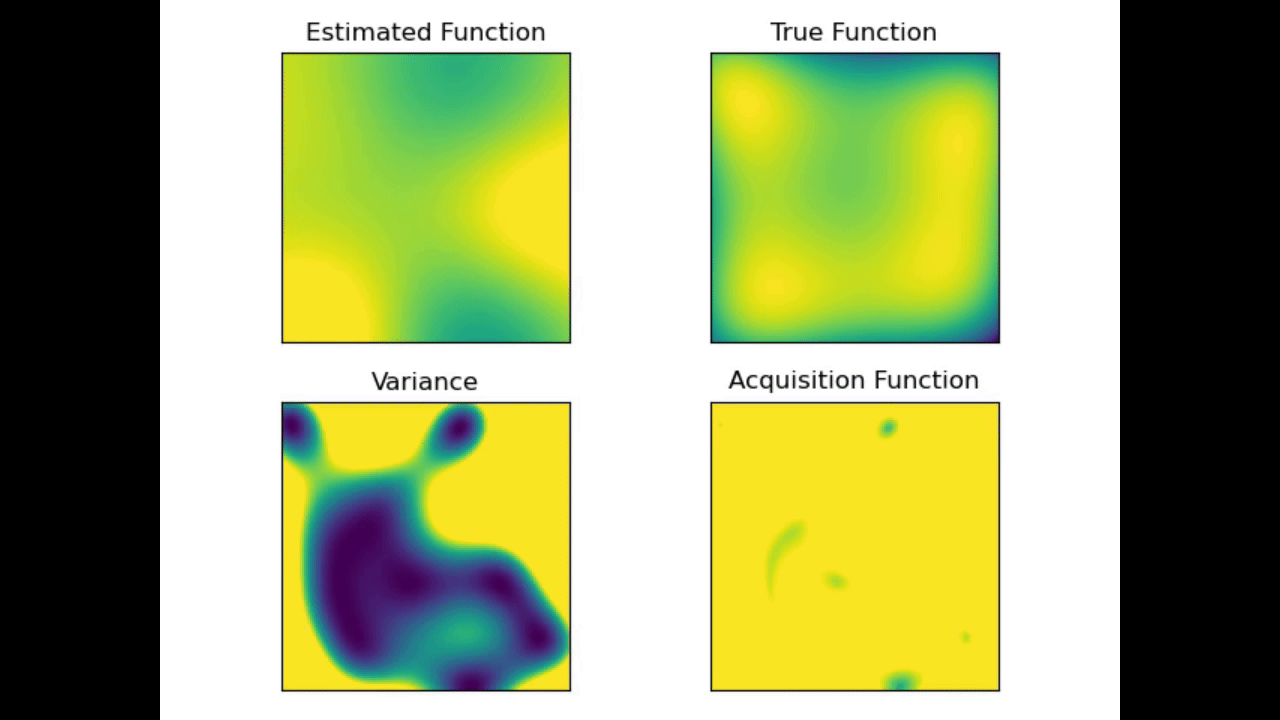 Estimated Function
True Function
Variance
Acquisition Function